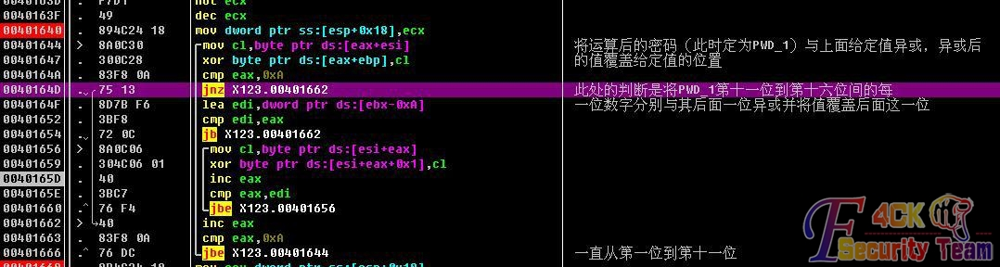 0040163D . F7D1 not ecx
0040163F . 49 dec ecx
00401640 . 894C24 18 mov dword ptr ss:[esp+0x18],ecx
00401644 > 8A0C30 mov cl,byte ptr ds:[eax+esi] 将运算后的密码（此时定为PWD_1）与上面给定值异或，异或后
00401647 . 300C28 xor byte ptr ds:[eax+ebp],cl 的值覆盖给定值的位置
0040164A . 83F8 0A cmp eax,0xA
0040164D . 75 13 jnz X123.00401662 此处的判断是将PWD_1第十一位到第十六位间的每
0040164F . 8D7B F6 lea edi,dword ptr ds:[ebx-0xA] 一位数字分别与其后面一位异或并将值覆盖后面这一位
00401652 . 3BF8 cmp edi,eax
00401654 . 72 0C jb X123.00401662
00401656 > 8A0C06 mov cl,byte ptr ds:[esi+eax]
00401659 . 304C06 01 xor byte ptr ds:[esi+eax+0x1],cl
0040165D . 40 inc eax
0040165E . 3BC7 cmp eax,edi
00401660 .^ 76 F4 jbe X123.00401656
00401662 > 40 inc eax
00401663 . 83F8 0A cmp eax,0xA
00401666 .^ 76 DC jbe X123.00401644 一直从第一位到第十一位
F4CK
Security Team